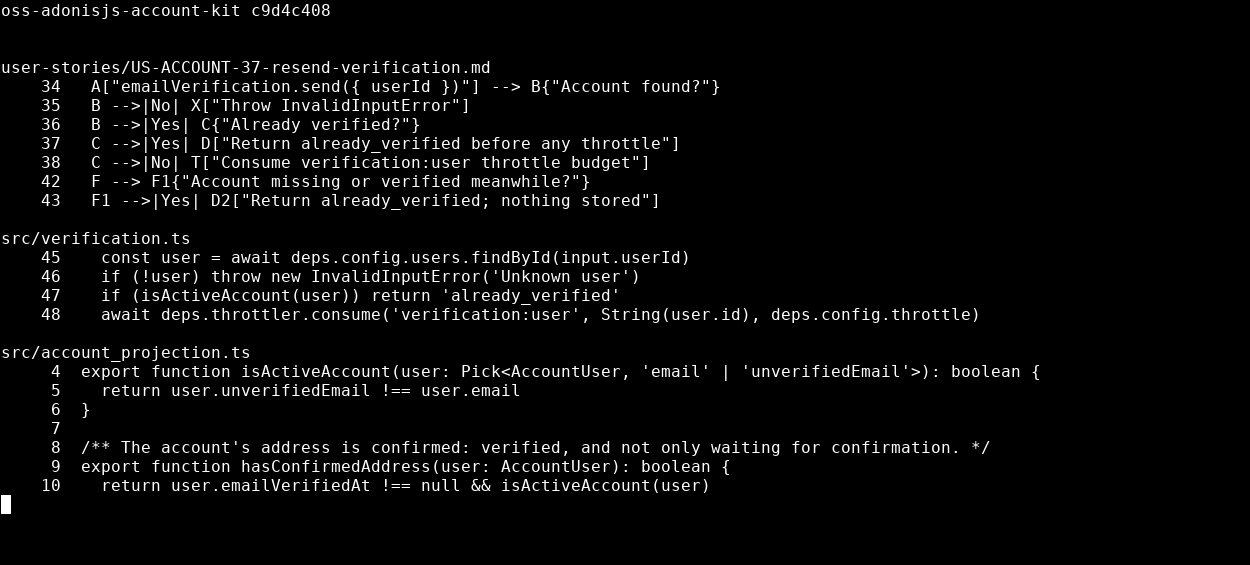 oss-adonisjs-account-kit c9d4c408
user-stories/US-ACCOUNT-37-resend-verification.md
34   A["emailVerification.send({ userId })"] --> B{"Account found?"}
35   B -->|No| X["Throw InvalidInputError"]
36   B -->|Yes| C{"Already verified?"}
37   C -->|Yes| D["Return already_verified before any throttle"]
38   C -->|No| T["Consume verification:user throttle budget"]
42   F --> F1{"Account missing or verified meanwhile?"}
43   F1 -->|Yes| D2["Return already_verified; nothing stored"]
src/verification.ts
45    const user = await deps.config.users.findById(input.userId)
46    if (!user) throw new InvalidInputError('Unknown user')
47    if (isActiveAccount(user)) return 'already_verified'
48    await deps.throttler.consume('verification:user', String(user.id), deps.config.throttle)
src/account_projection.ts
4  export function isActiveAccount(user: Pick<AccountUser, 'email' | 'unverifiedEmail'>): boolean {
5    return user.unverifiedEmail !== user.email
6  }
7
8  /** The account's address is confirmed: verified, and not only waiting for confirmation. */
9  export function hasConfirmedAddress(user: AccountUser): boolean {
10    return user.emailVerifiedAt !== null && isActiveAccount(user)